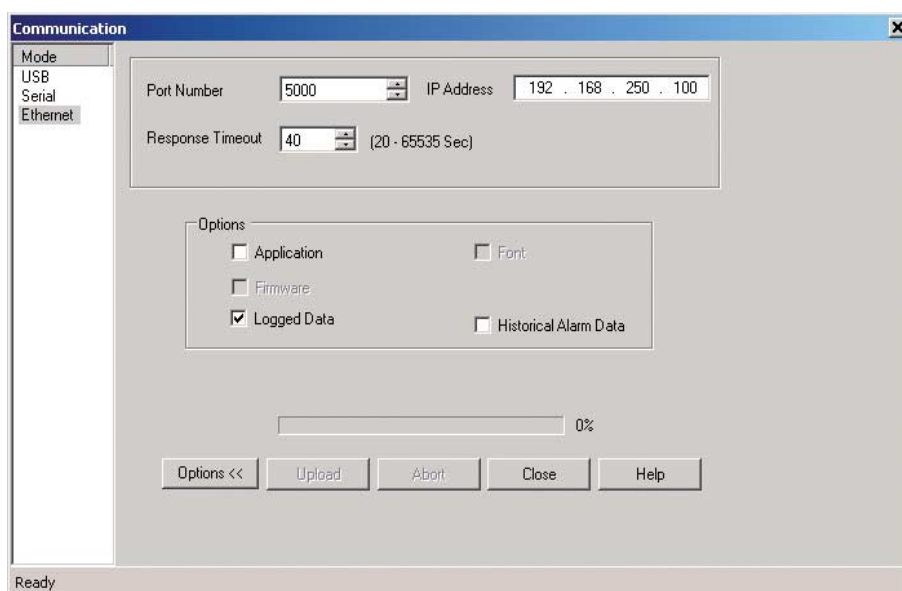 Communication
Mode
USB
Serial
Ethernet
Port Number 5000 IP Address 192 . 168 . 250 . 100
Response Timeout 40 (20 - 65535 Sec)
Options
Application Font
Firmware
Logged Data Historical Alarm Data
0%
Options << Upload Abort Close Help
Ready